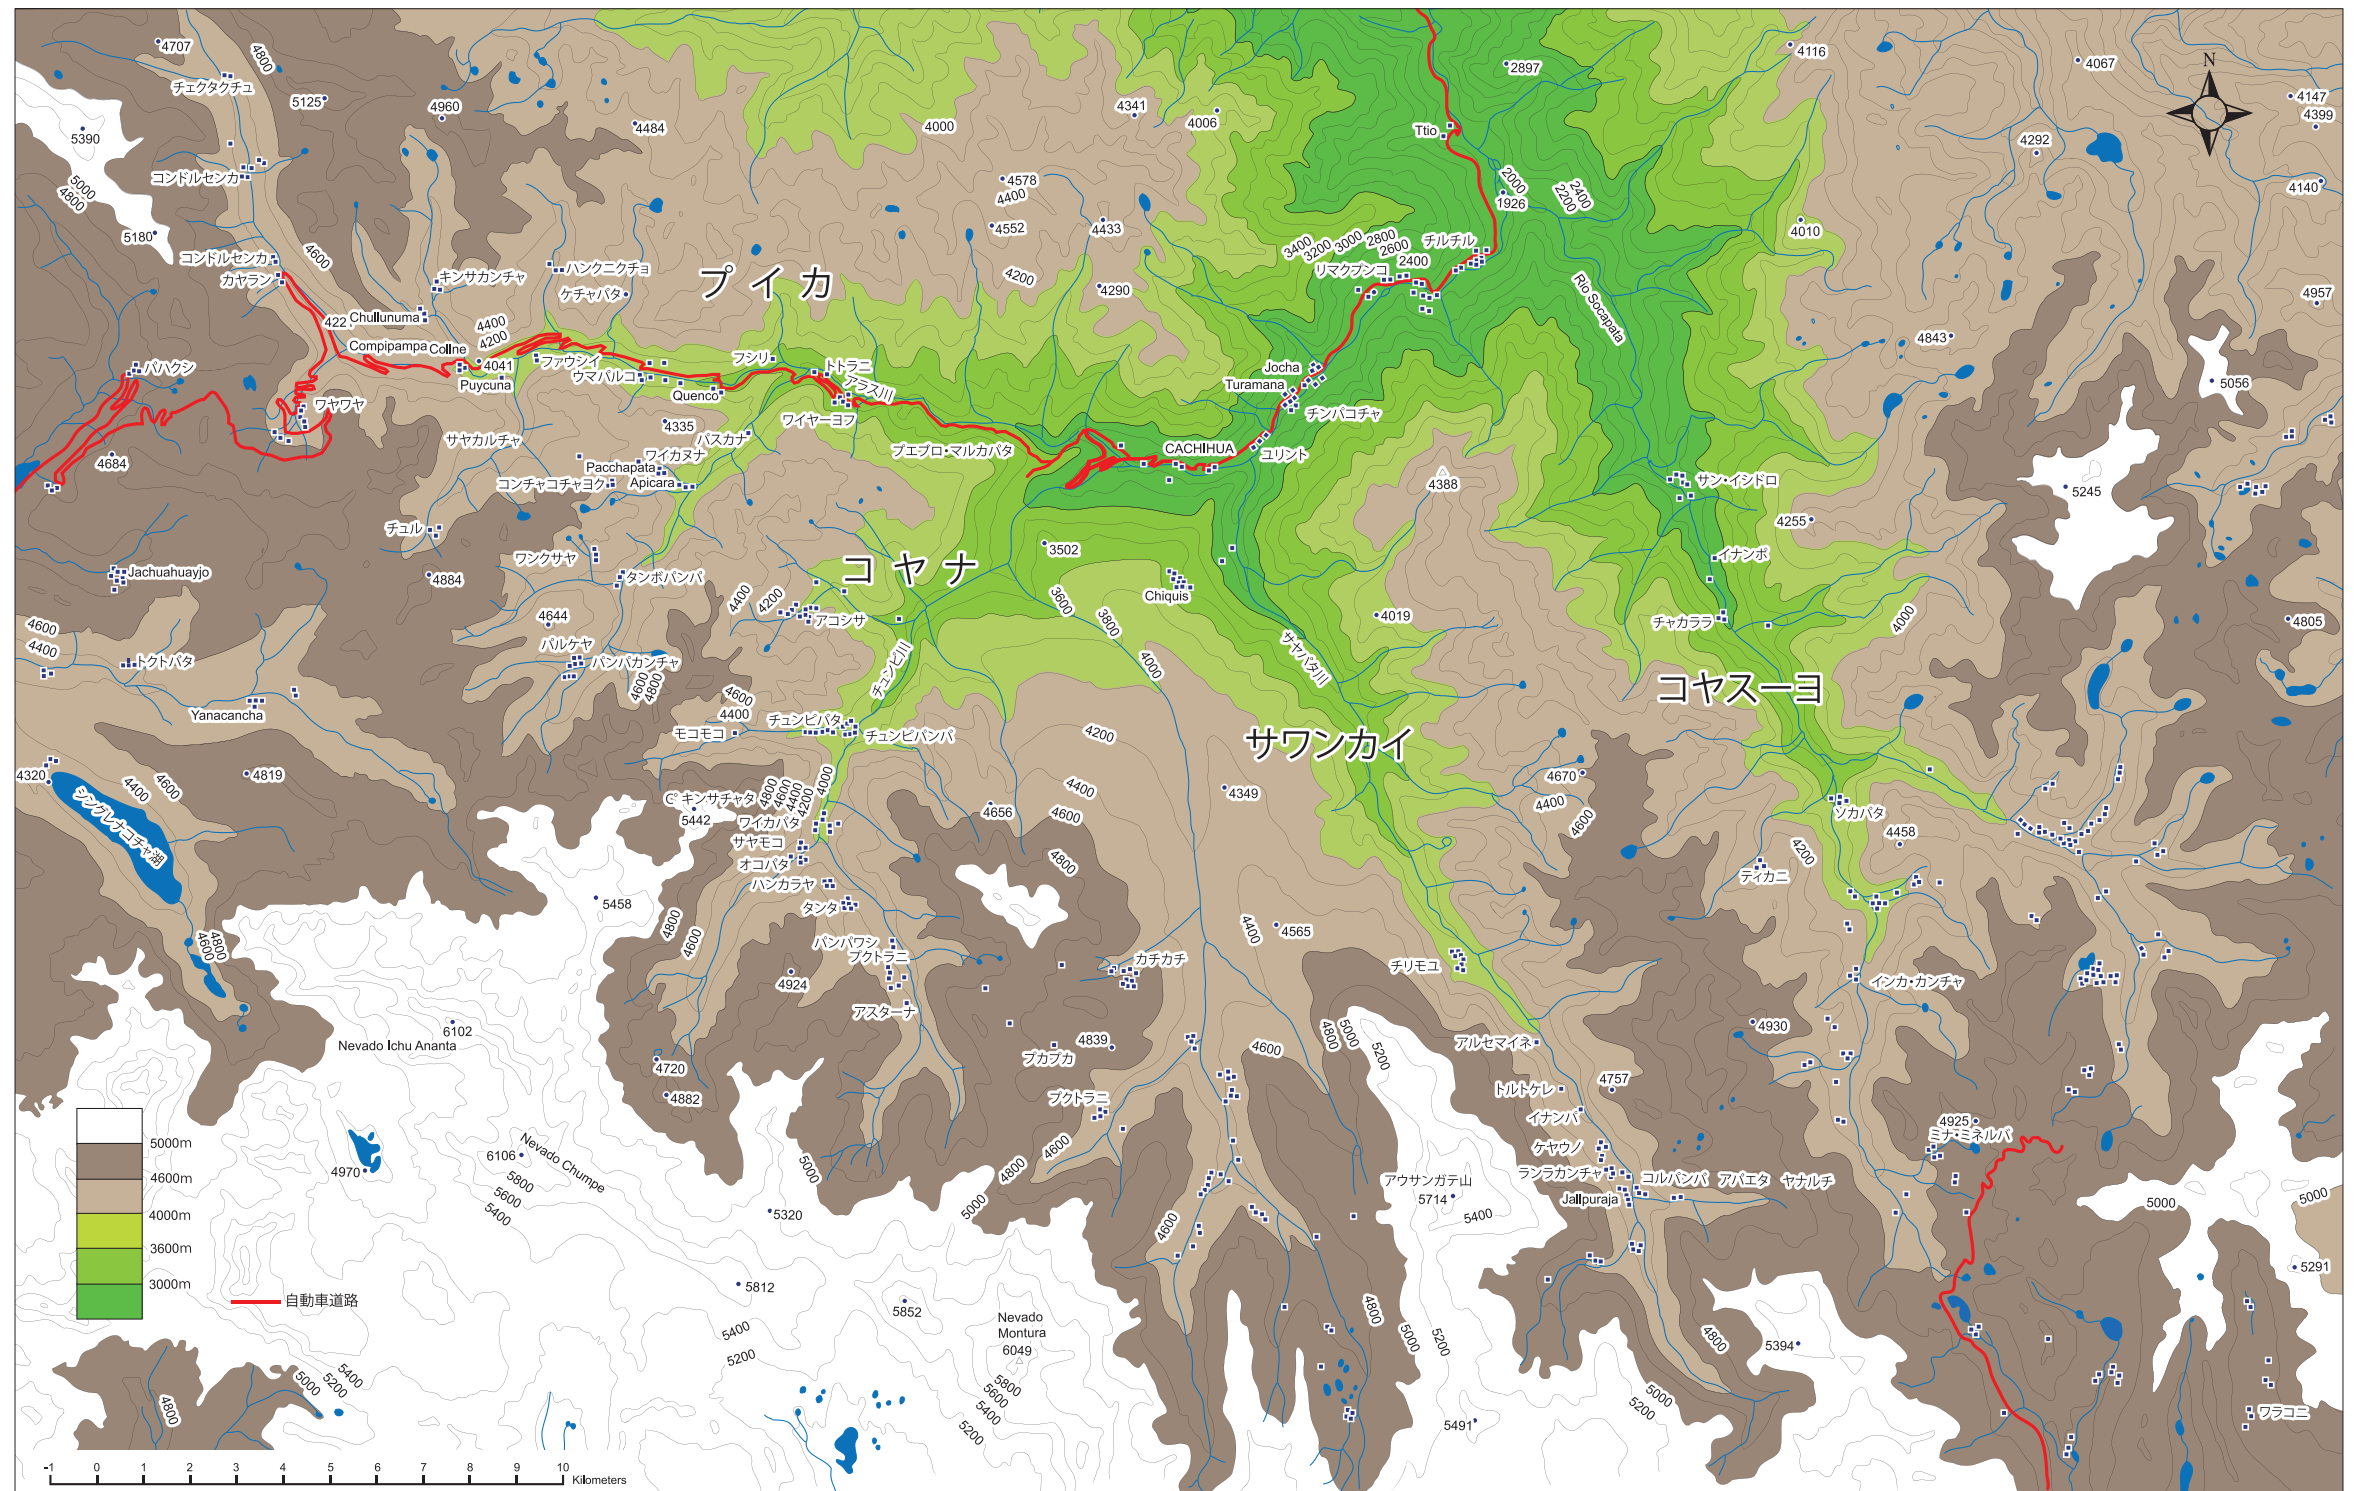 4707
4800
チェクタクチュ
5125
4960
4484
4000
4341
4006
2897
4116
4067
N
4147
4399
5390
Ttio
4292
コンドルセンカ
5000
4800
4578
4400
2000
1926
2400
2200
4140
5180
4600
4552
4433
4010
コンドルセンカ
カヤラン
キンサカンチャ
ハンクニクチョ
ケチャパタ
プイカ
4200
4290
3400
3200
3000
2800
2600
2400
チルチル
リマクプンコ
Rio Socapata
4957
422
Chullunuma
4400
4200
Compipampa
Collne
4041
Puycuna
ファウシイ
ウマパルコ
Quenco
フシリ
トトラニ
アラス川
Jocha
Turamana
チンパコチャ
4843
5056
パハクシ
ワヤワヤ
4335
パスカナ
ワイヤーヨフ
サヤカルチャ
ワイカヌナ
Pacchapata
コンチャコチャヨク
Apicara
プエブロ・マルカパタ
CACHIHUA
ユリント
4388
サン・イシドロ
5245
4255
4684
チュル
ワンクサヤ
3502
コヤナ
イナンポ
Jachuahuayjo
4884
タンボパンパ
4400
4200
3600
3800
Chiquis
4644
アコシサ
4019
チャカララ
4000
4805
4600
4400
トクトパタ
パルケヤ
パンパカンチャ
4600
4800
チュンピ川
4000
サヤパタ川
コヤスーヨ
Yanacancha
4600
4400
モコモコ
チュンピパタ
チュンピパンパ
4200
サワンカイ
4320
4400
4600
シングレナコチャ湖
4819
キンサチャタ
5442
4800
4600
4400
4200
4000
ワイカパタ
サヤモコ
オコパタ
4656
4400
4600
4349
4670
4400
4600
ソカパタ
4458
4200
ティカニ
4800
ハンカラヤ
タンタ
5458
4800
4600
4600
4800
パンパワシ
プクトラニ
4400
4565
カチカチ
チリモユ
インカ・カンチャ
4924
アスターナ
6102
Nevado Ichu Ananta
プカプカ
4839
4600
4800
5000
5200
アルセマイネ
4930
4720
4882
プクトラニ
トルトケレ
4757
イナンパ
4925
ミナ・ミネルバ
5000m
4600m
4000m
3600m
3000m
自動車道路
4970
6106
Nevado Chumpe
5800
5600
5400
5000
4600
4800
5000
ケヤウノ
ランラカンチャ
コルパンパ
アパエタ
ヤナルチ
Jallpuraja
アウサンガテ山
5714
5400
5320
4600
5000
5000
5812
5852
Nevado
Montura
6049
5400
5200
4800
5000
5200
4800
5394
5291
5400
5200
5000
4800
5800
5600
5400
5200
5491
5000
5200
ワラコニ
-1
0
1
2
3
4
5
6
7
8
9
10
Kilometers